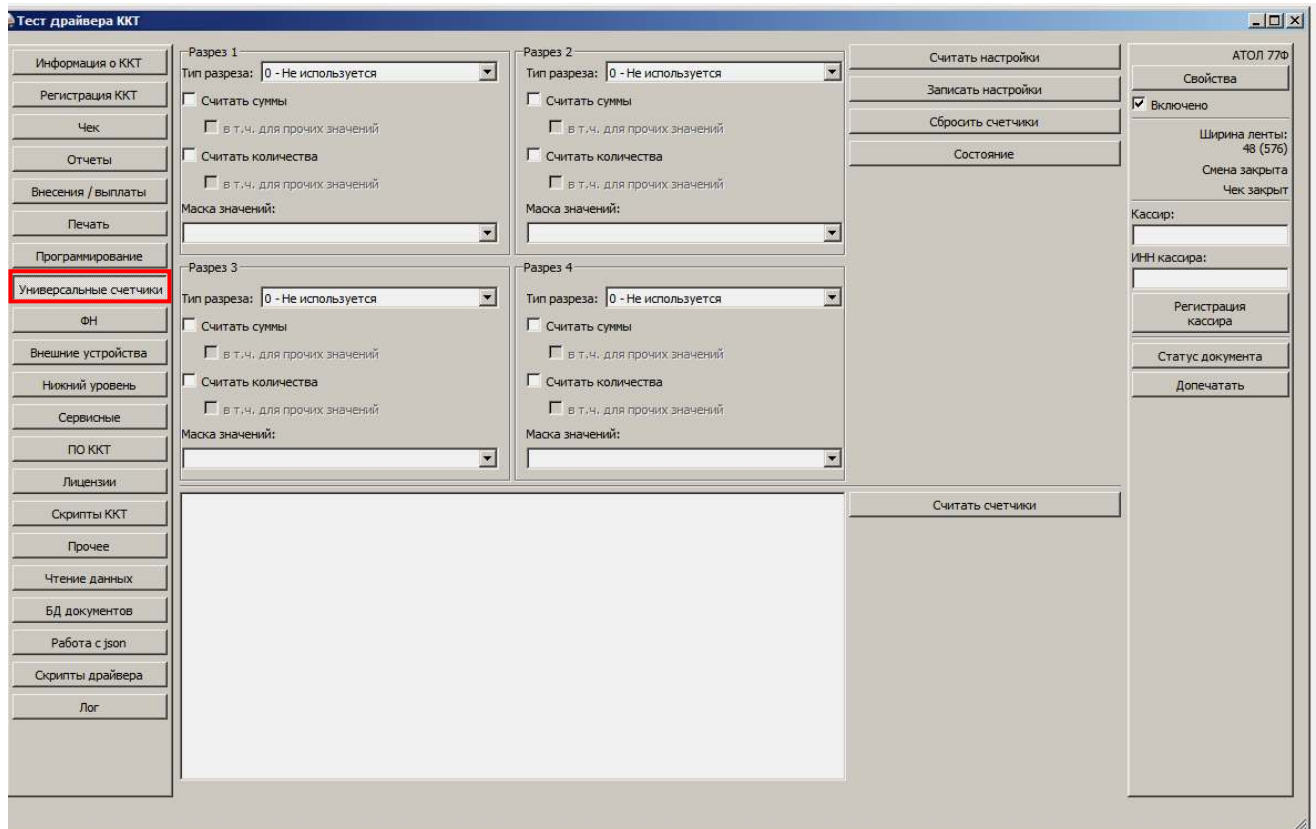 Тест драйвера ККТ
Информация о ККТ
Регистрация ККТ
Чек
Отчеты
Внесения / выплаты
Печать
Программирование
Универсальные счетчики
ФН
Внешние устройства
Нижний уровень
Сервисные
ПО ККТ
Лицензии
Скрипты ККТ
Прочее
Чтение данных
БД документов
Работа с json
Скрипты драйвера
Лог
Разрез 1
Тип разреза: 0 - Не используется
Считать суммы
в т.ч. для прочих значений
Считать количества
в т.ч. для прочих значений
Маска значений:
Разрез 2
Тип разреза: 0 - Не используется
Считать суммы
в т.ч. для прочих значений
Считать количества
в т.ч. для прочих значений
Маска значений:
Разрез 3
Тип разреза: 0 - Не используется
Считать суммы
в т.ч. для прочих значений
Считать количества
в т.ч. для прочих значений
Маска значений:
Разрез 4
Тип разреза: 0 - Не используется
Считать суммы
в т.ч. для прочих значений
Считать количества
в т.ч. для прочих значений
Маска значений:
Считать настройки
Записать настройки
Сбросить счетчики
Состояние
Считать счетчики
АТОЛ 77Ф
Свойства
Включено
Ширина ленты:
48 (576)
Смена закрыта
Чек закрыт
Кассир:
ИНН кассира:
Регистрация
кассира
Статус документа
Допечатать